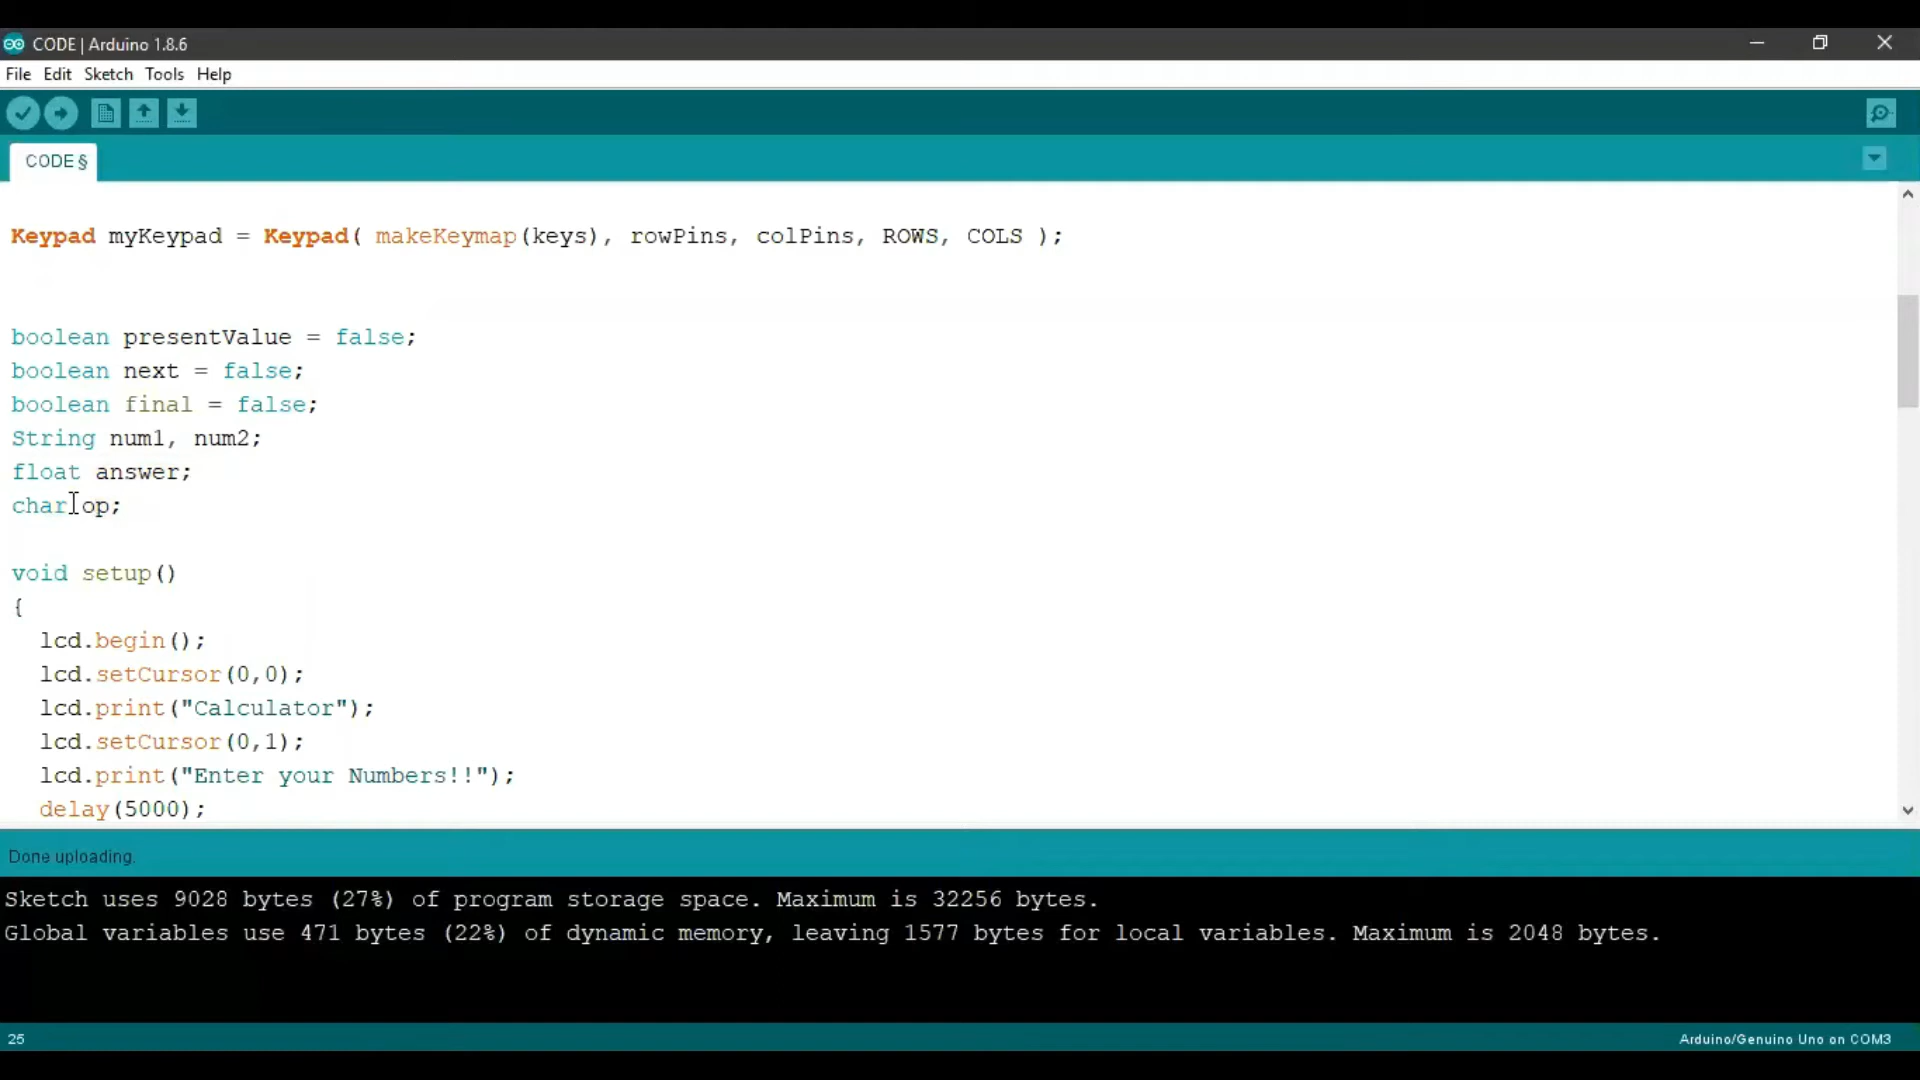 CODE | Arduino 1.8.6
File Edit Sketch Tools Help
CODE §
Keypad myKeypad = Keypad( makeKeymap(keys), rowPins, colPins, ROWS, COLS );
boolean presentValue = false;
boolean next = false;
boolean final = false;
String num1, num2;
float answer;
char op;
void setup()
{
lcd.begin();
lcd.setCursor(0,0);
lcd.print("Calculator");
lcd.setCursor(0,1);
lcd.print("Enter your Numbers!!");
delay(5000);
Done uploading.
Sketch uses 9028 bytes (27%) of program storage space. Maximum is 32256 bytes.
Global variables use 471 bytes (22%) of dynamic memory, leaving 1577 bytes for local variables. Maximum is 2048 bytes.
25 Arduino/Genuino Uno on COM3